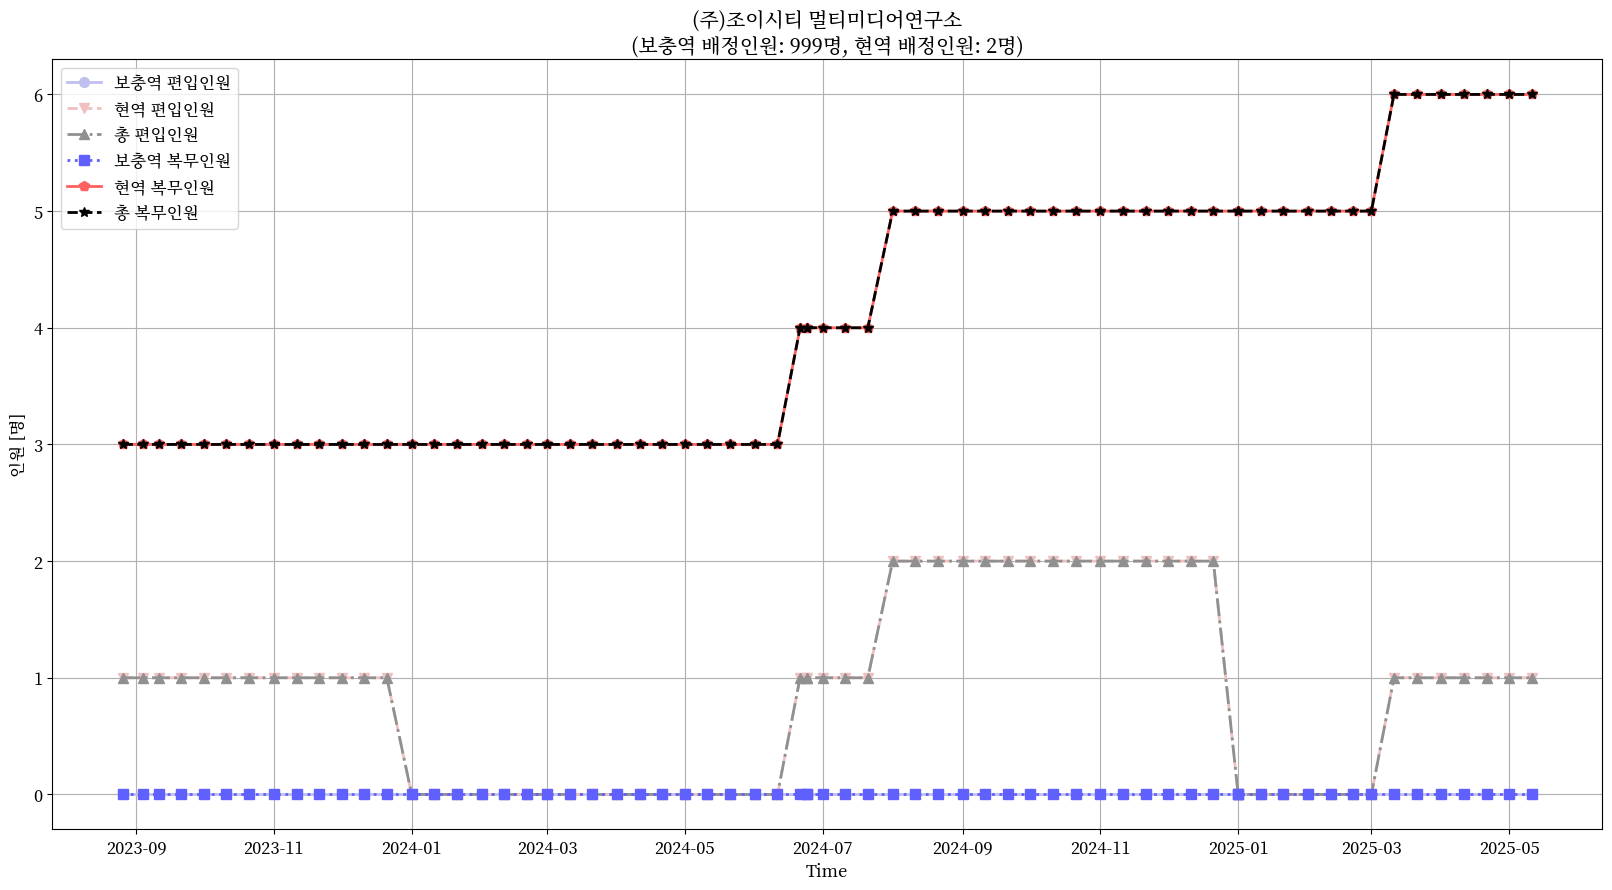 (주)조이시티 멀티미디어연구소
(보충역 배정인원: 999명, 현역 배정인원: 2명)
보충역 편입인원
현역 편입인원
총 편입인원
보충역 복무인원
현역 복무인원
총 복무인원
인원 [명]
6
5
4
3
2
1
0
2023-09
2023-11
2024-01
2024-03
2024-05
2024-07
2024-09
2024-11
2025-01
2025-03
2025-05
Time